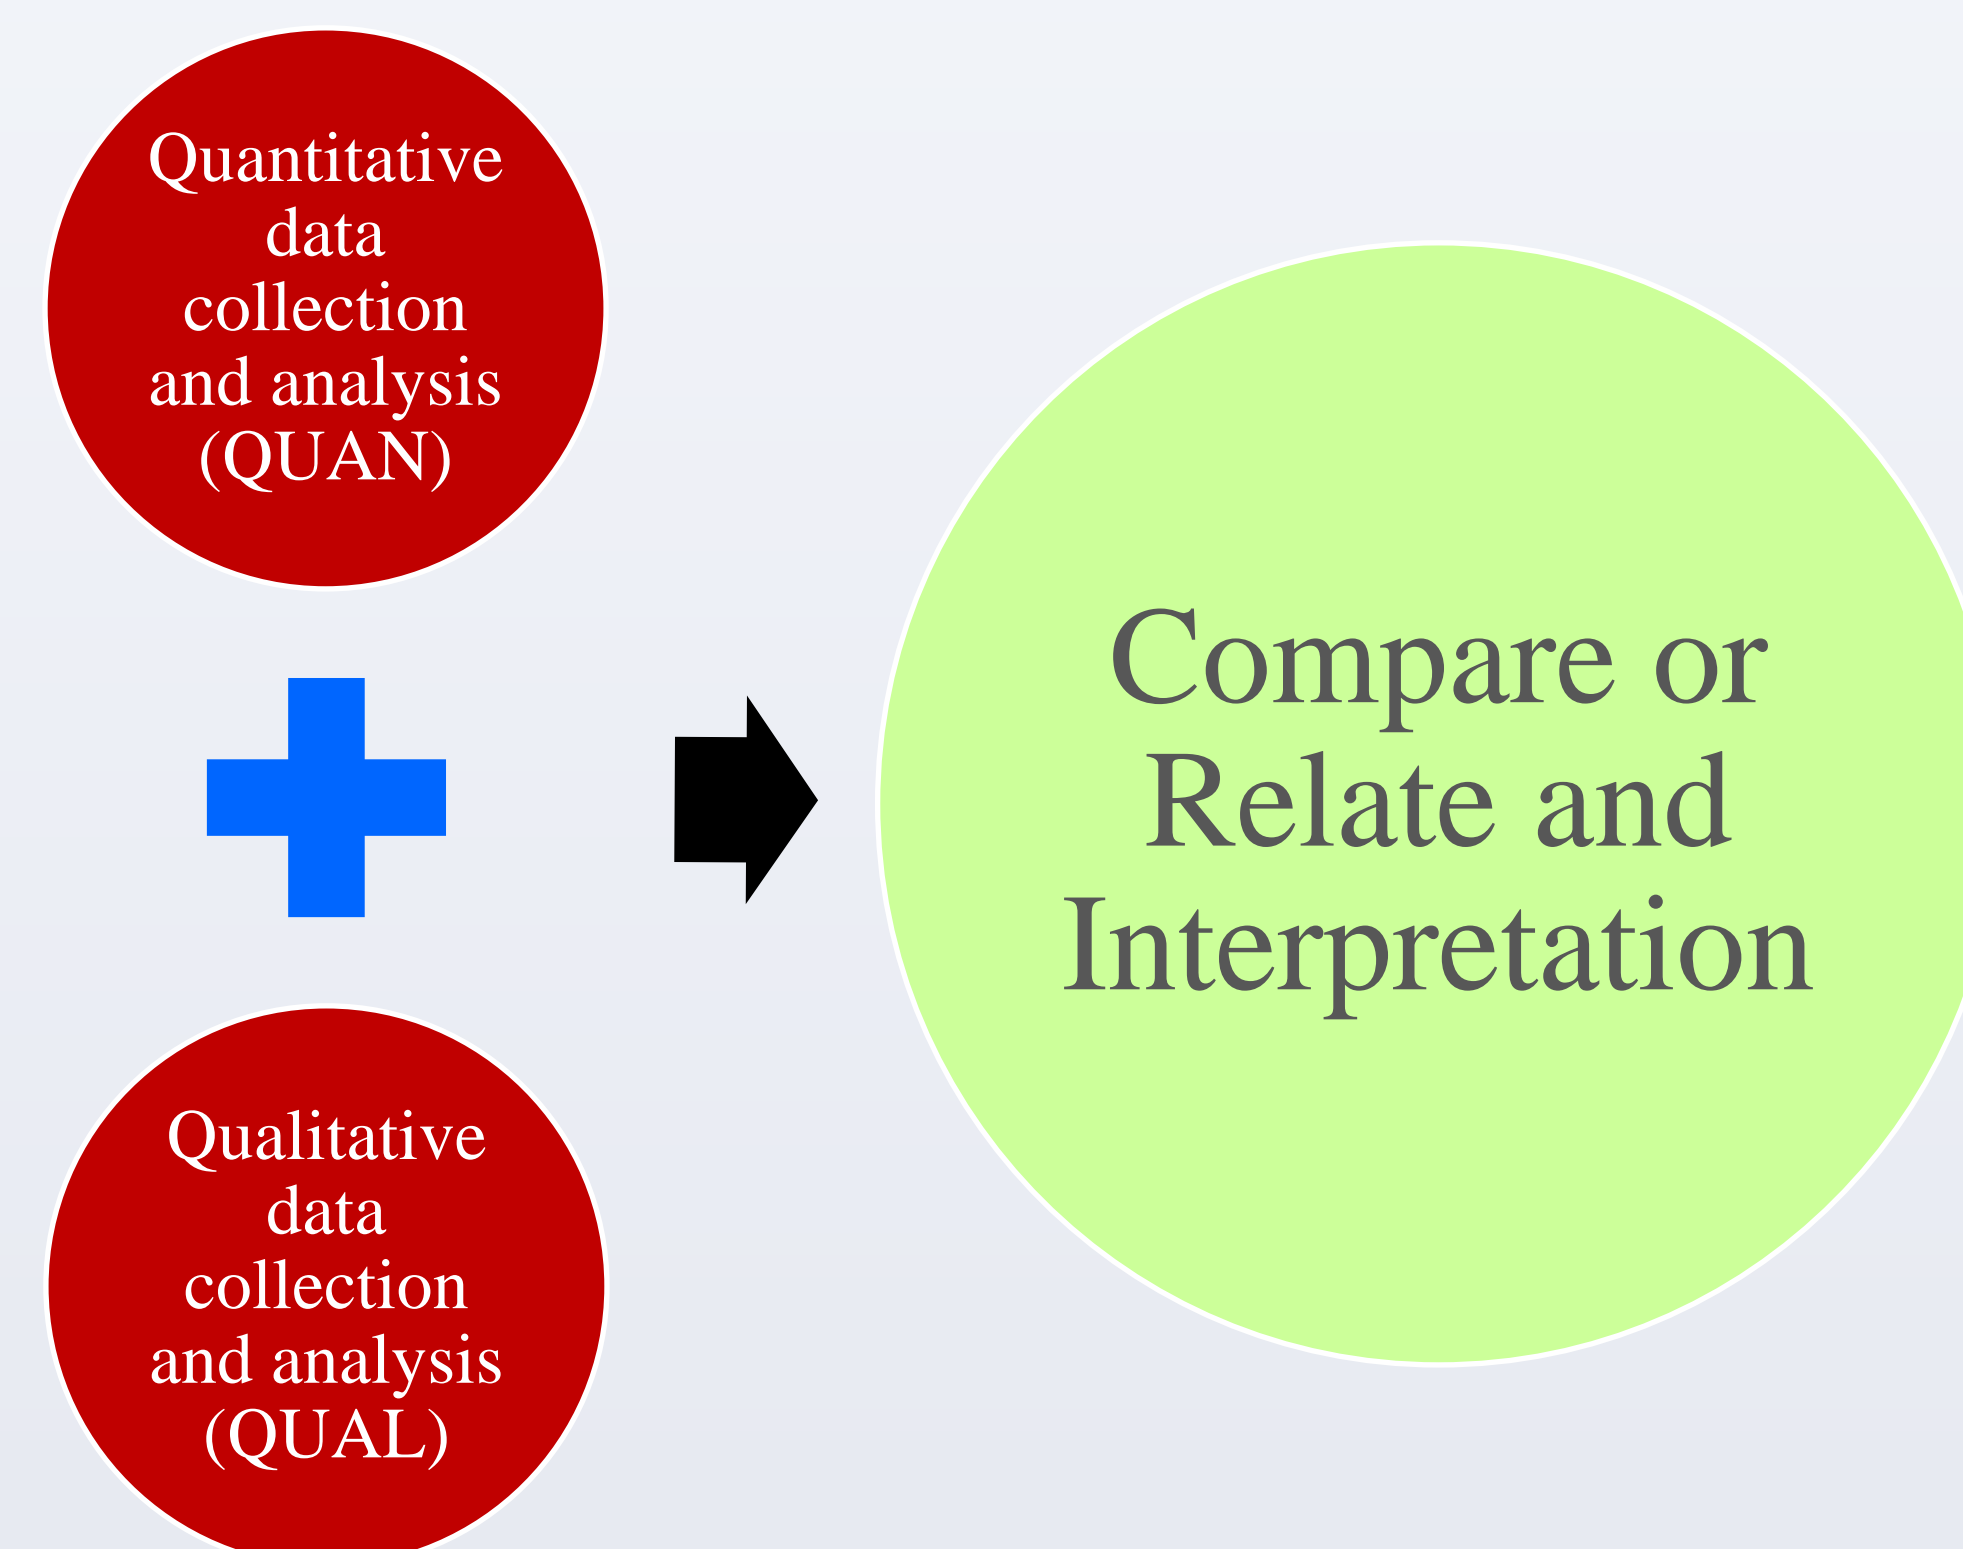 Quantitative
data
collection
and analysis
(QUAN)
Qualitative
data
collection
and analysis
(QUAL)
Compare or
Relate and
Interpretation